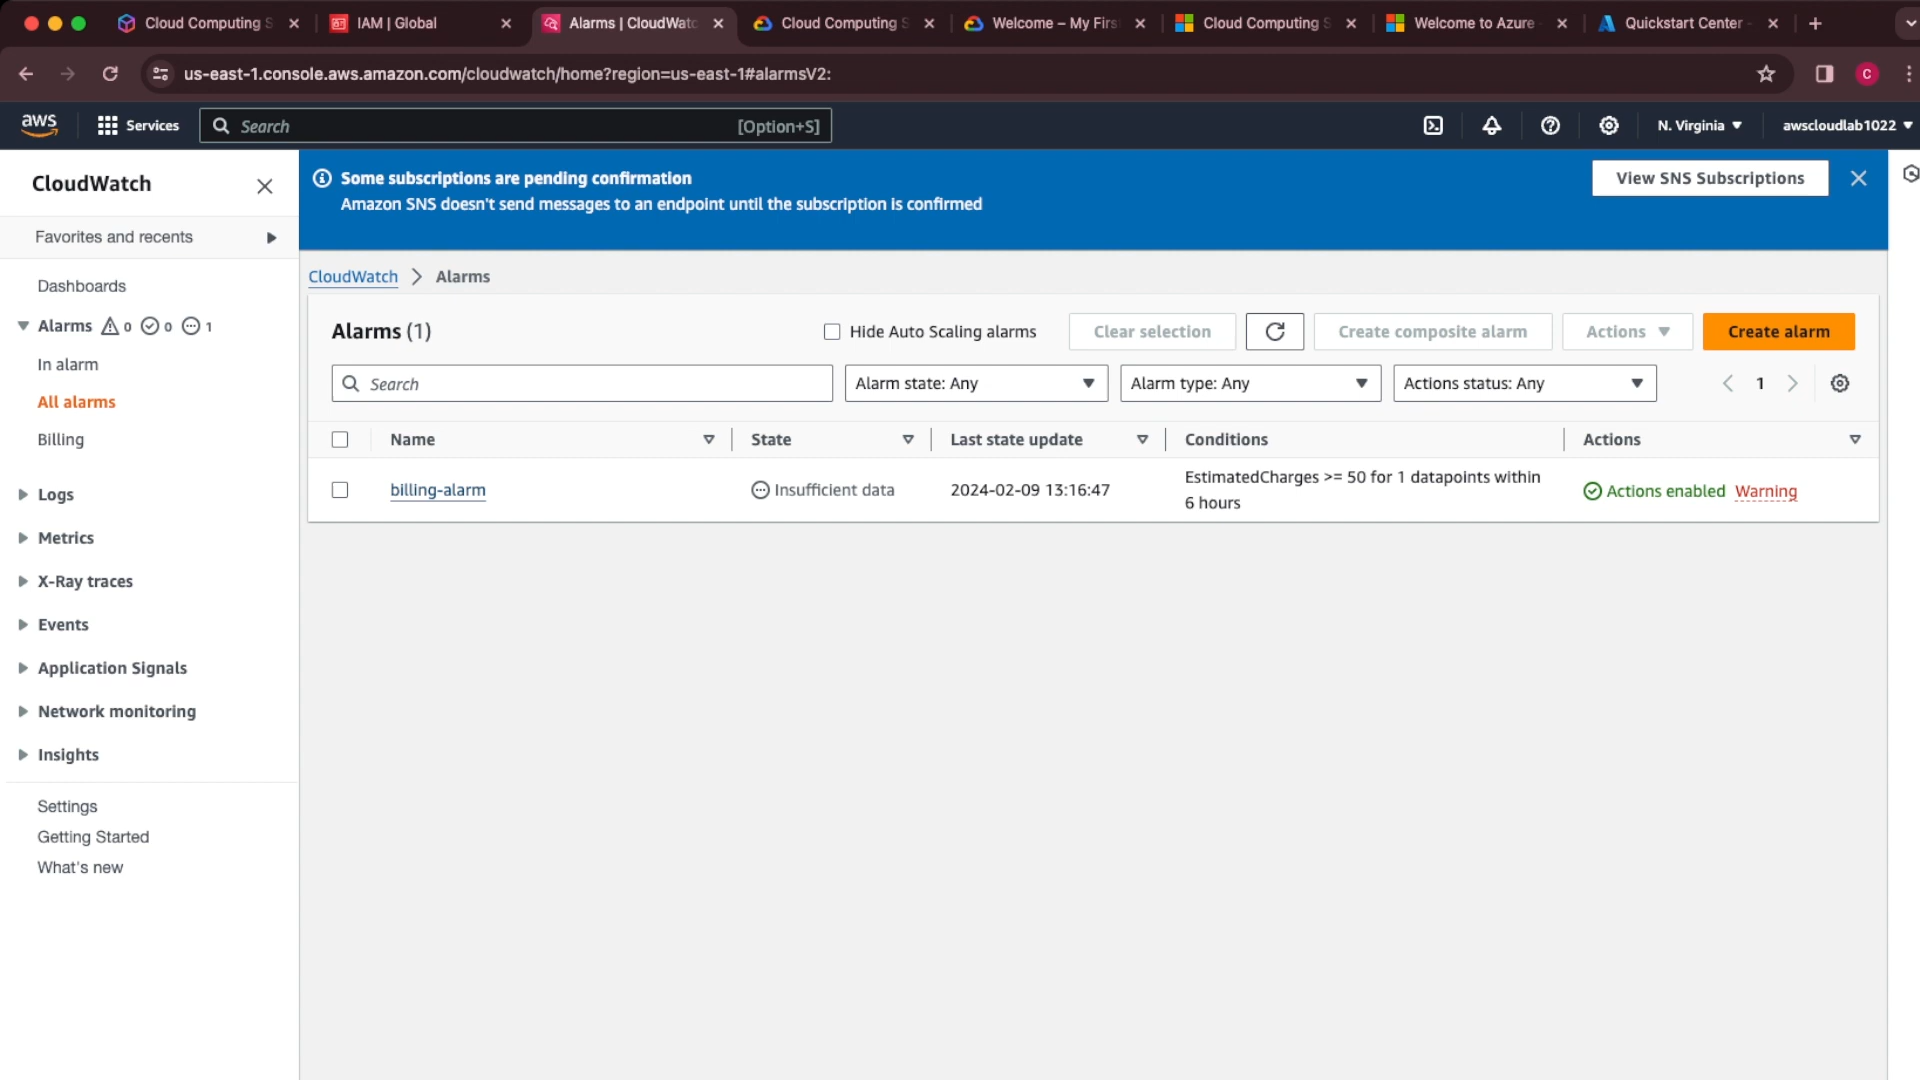 Cloud Computing S
IAM | Global
Alarms | CloudWatc
Cloud Computing S
Welcome – My Firs
Cloud Computing S
Welcome to Azure
Quickstart Center -
us-east-1.console.aws.amazon.com/cloudwatch/home?region=us-east-1#alarmsV2:
C
aws
Services
Search
[Option+S]
N. Virginia
awscloudlab1022
CloudWatch
Favorites and recents
Dashboards
Alarms 0 0 1
In alarm
All alarms
Billing
Logs
Metrics
X-Ray traces
Events
Application Signals
Network monitoring
Insights
Settings
Getting Started
What's new
Some subscriptions are pending confirmation
Amazon SNS doesn't send messages to an endpoint until the subscription is confirmed
View SNS Subscriptions
CloudWatch > Alarms
Alarms (1)
Hide Auto Scaling alarms
Clear selection
Create composite alarm
Actions
Create alarm
Search
Alarm state: Any
Alarm type: Any
Actions status: Any
1
Name
State
Last state update
Conditions
Actions
billing-alarm
Insufficient data
2024-02-09 13:16:47
EstimatedCharges >= 50 for 1 datapoints within
6 hours
Actions enabled Warning